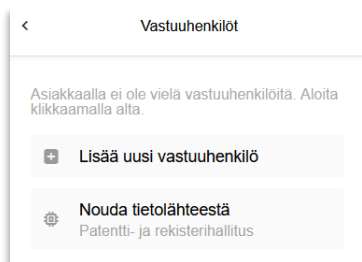 Vastuuhenkilöt
Asiakkaalla ei ole vielä vastuuhenkilöitä. Aloita
klikkaamalla alta.
Lisää uusi vastuuhenkilö
Nouda tietolähteestä
Patentti- ja rekisterihallitus